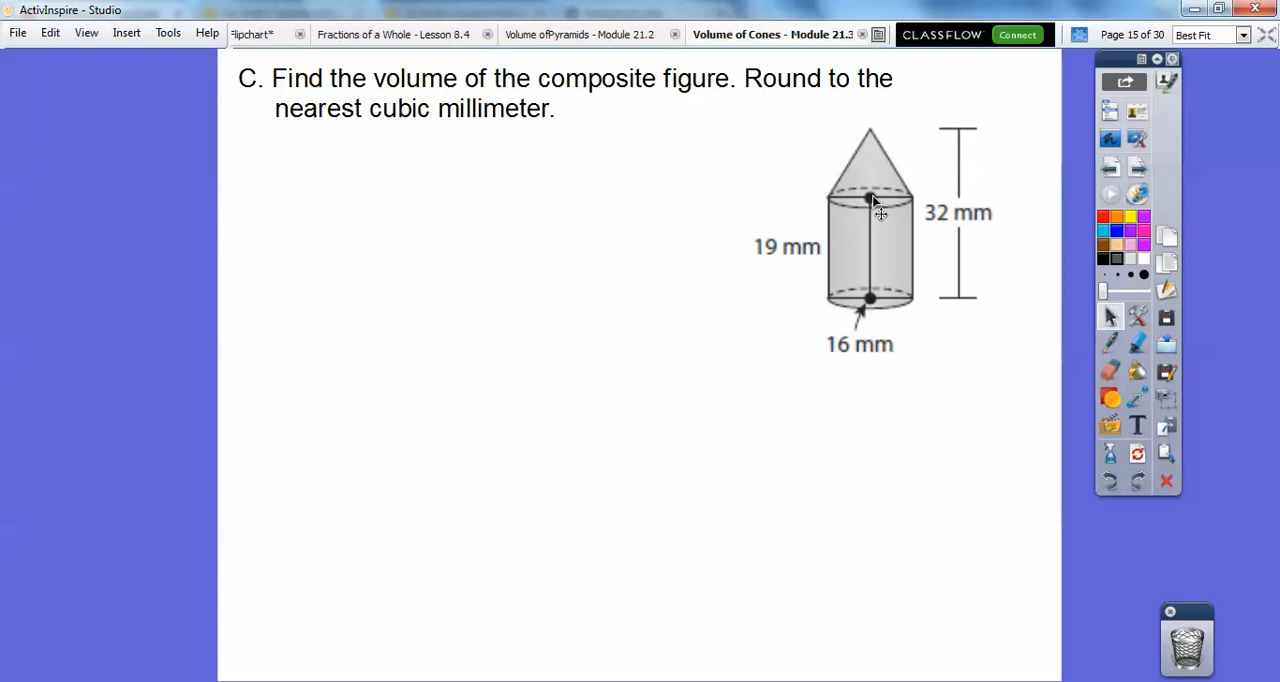 ActivInspire - Studio
File Edit View Insert Tools Help
Flipchart* Fractions of a Whole - Lesson 8.4 Volume ofPyramids - Module 21.2 Volume of Cones - Module 21.3 CLASSFLOW Connect Page 15 of 30 Best Fit
C. Find the volume of the composite figure. Round to the
nearest cubic millimeter.
32 mm
19 mm
16 mm